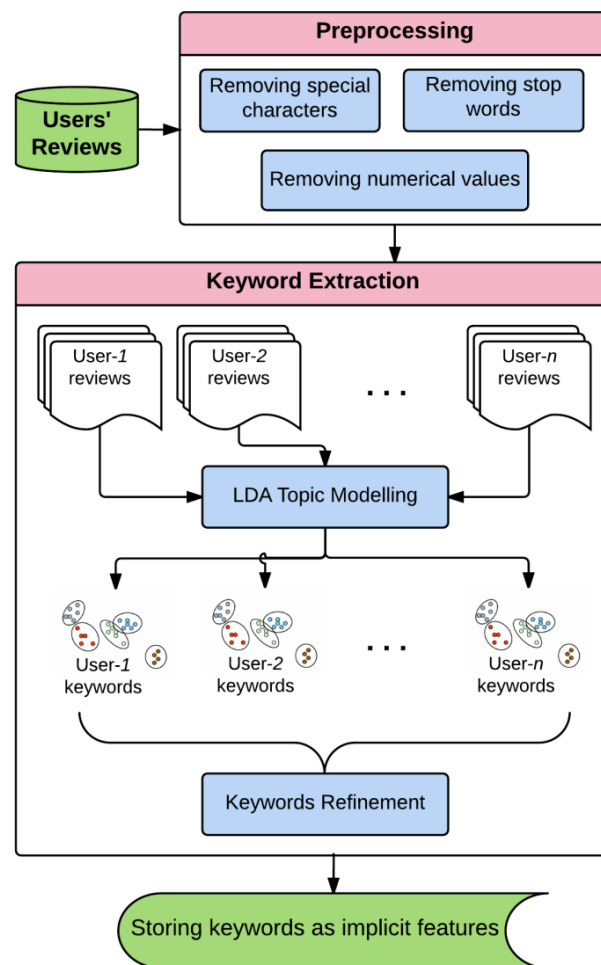 Preprocessing
Users'
Reviews
Removing special
characters
Removing stop
words
Removing numerical values
Keyword Extraction
User-1
reviews
User-2
reviews
...
User-n
reviews
LDA Topic Modelling
User-1
keywords
User-2
keywords
...
User-n
keywords
Keywords Refinement
Storing keywords as implicit features